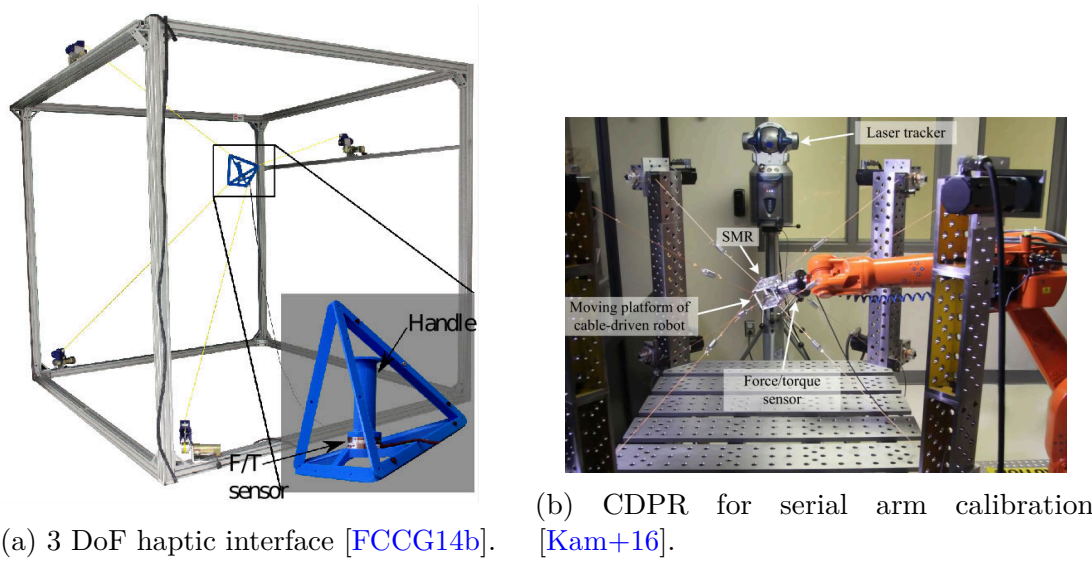 Handle
F/T
sensor
Laser tracker
SMR
Moving platform of
cable-driven robot
Force/torque
sensor
(a) 3 DoF haptic interface [FCCG14b].
(b) CDPR for serial arm calibration
[Kam+16].